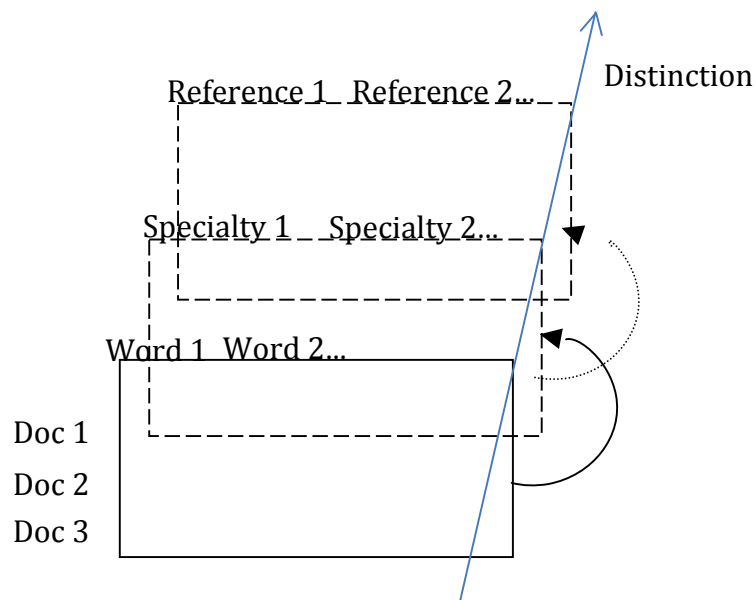 Distinction
Reference 1 Reference 2...
Specialty 1 Specialty 2...
Word 1 Word 2...
Doc 1
Doc 2
Doc 3